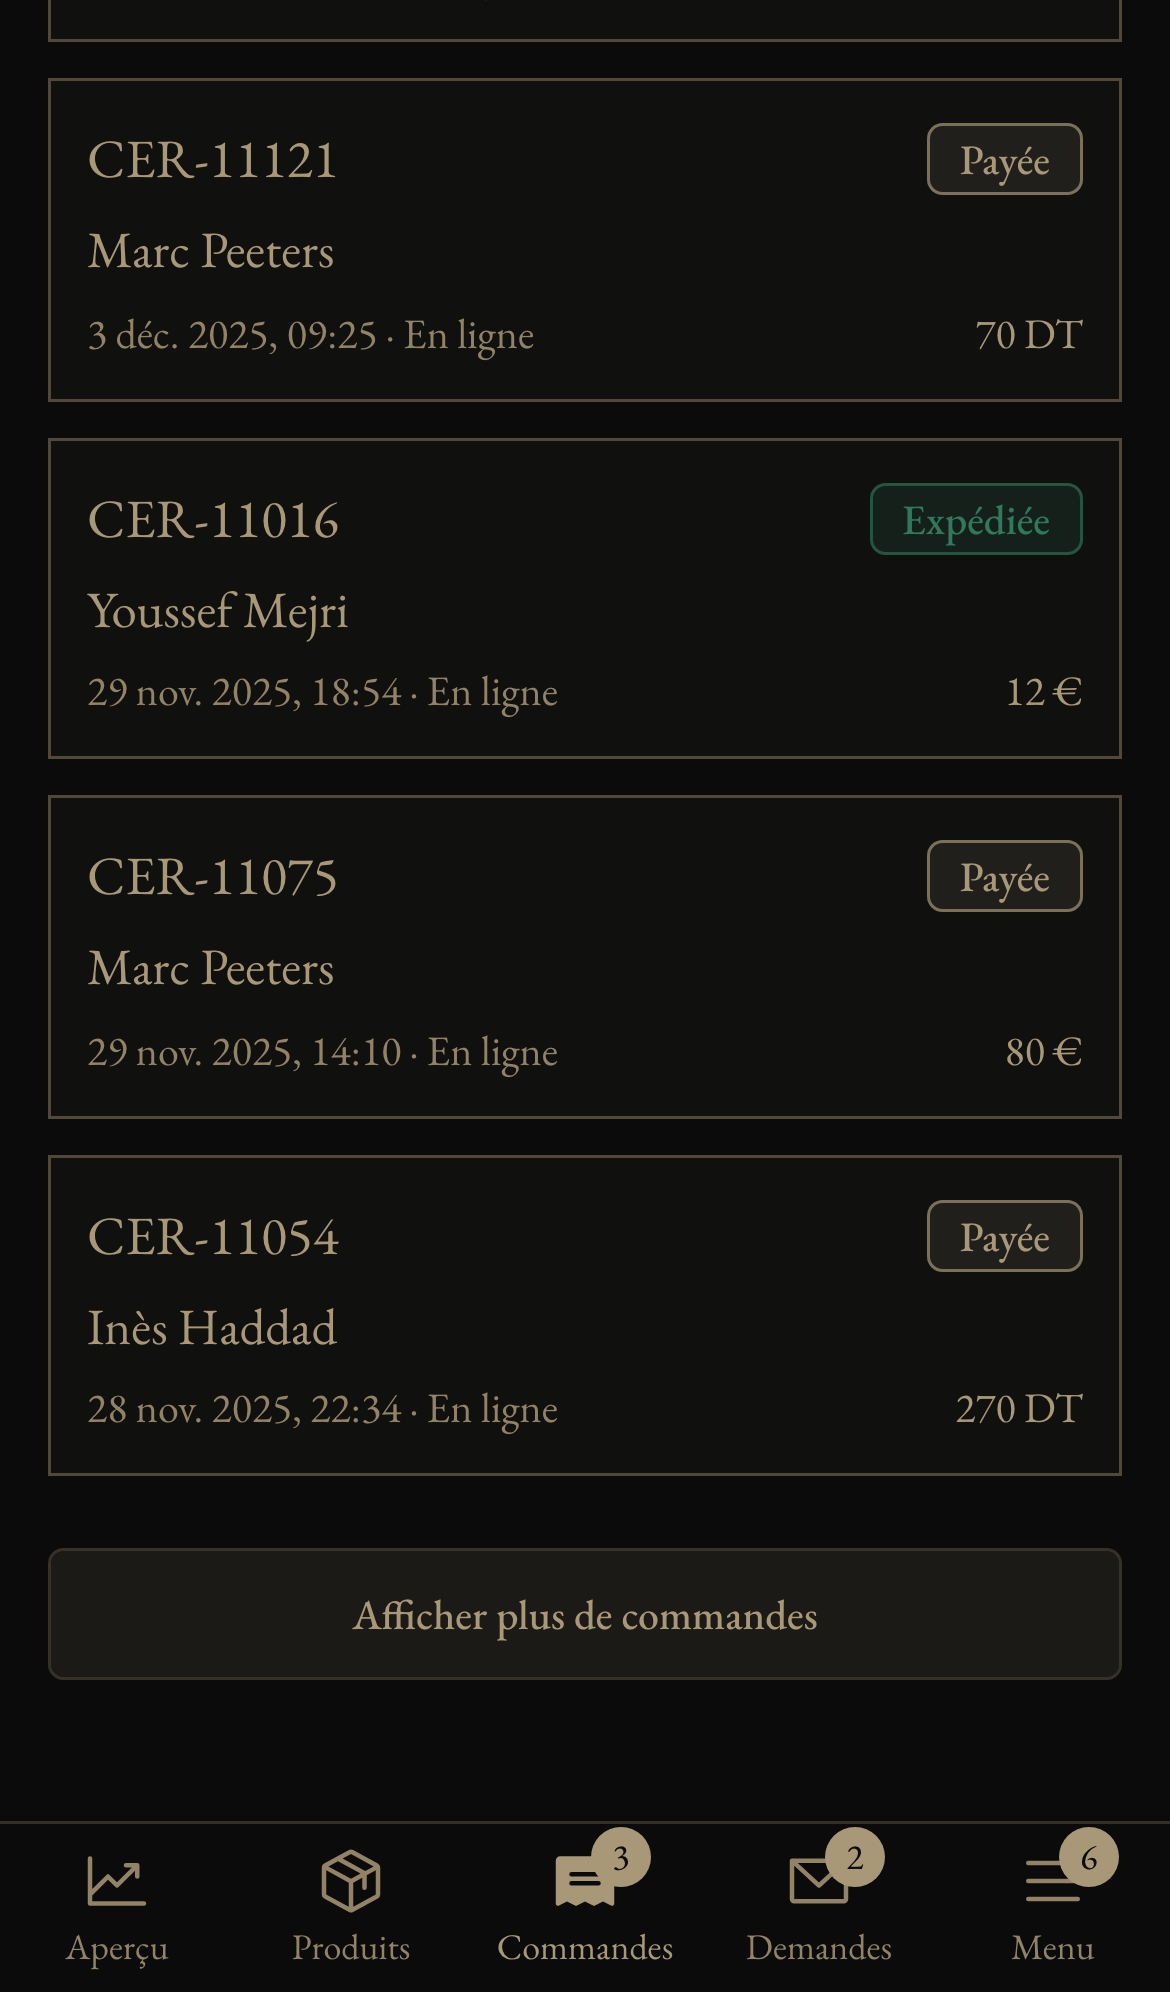 CER-11121
Payée
Marc Peeters
3 déc. 2025, 09:25 · En ligne
70 DT
CER-11016
Expédiée
Youssef Mejri
29 nov. 2025, 18:54 · En ligne
12 €
CER-11075
Payée
Marc Peeters
29 nov. 2025, 14:10 · En ligne
80 €
CER-11054
Payée
Inès Haddad
28 nov. 2025, 22:34 · En ligne
270 DT
Afficher plus de commandes
3
2
6
Aperçu
Produits
Commandes
Demandes
Menu